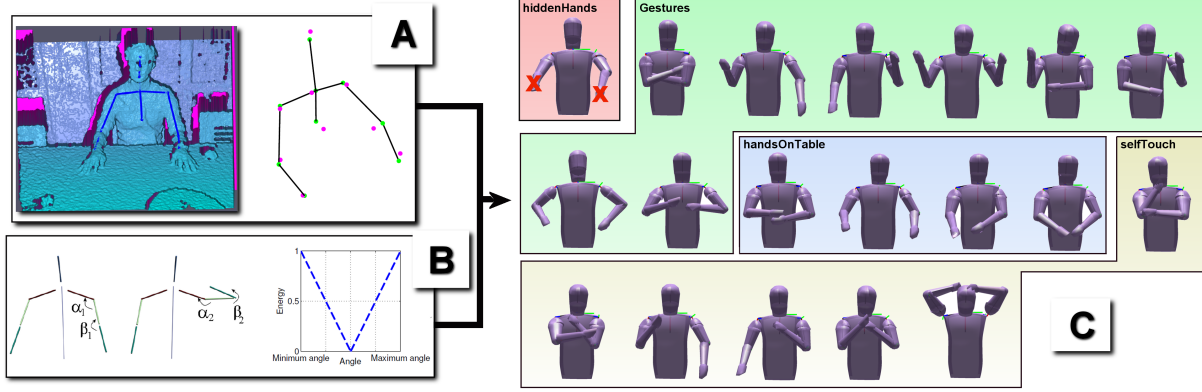 A
hiddenHands
Gestures
X
X
handsOnTable
selfTouch
B
α1
β1
α2
β2
1
0.5
0
Energy
Minimum angle
Angle
Maximum angle
C